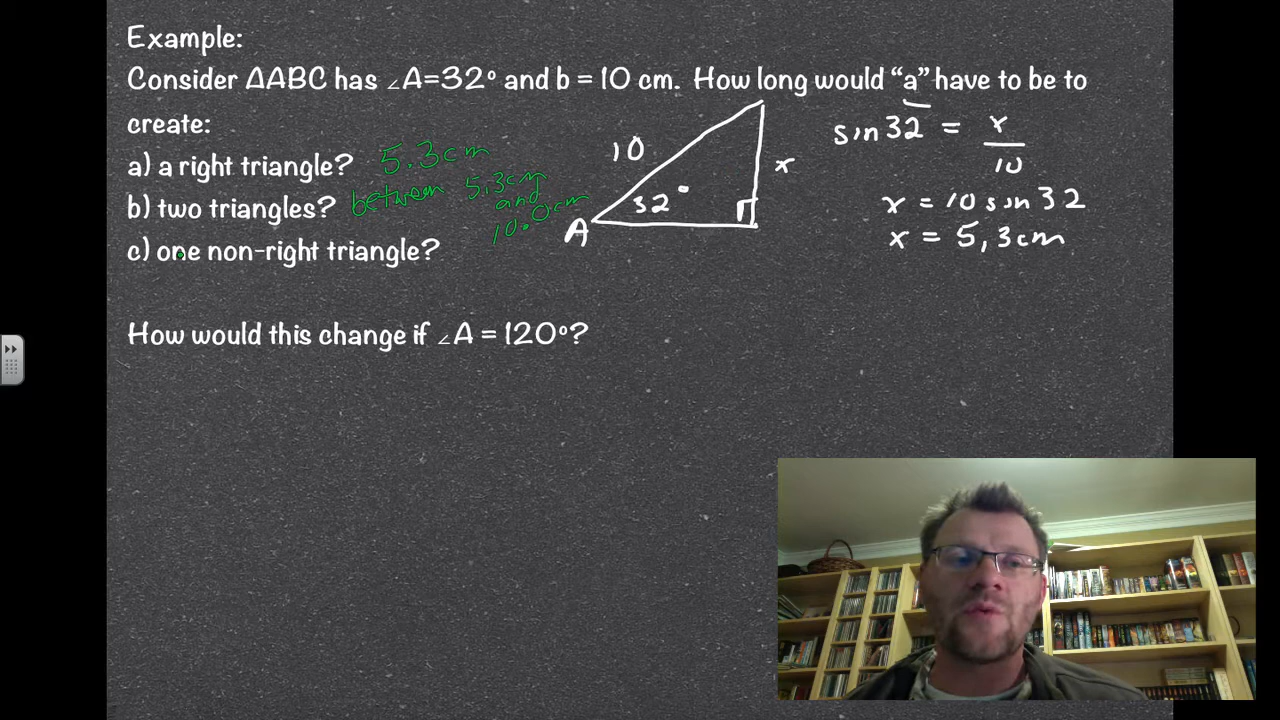 Example:
Consider ΔABC has ∠A=32° and b = 10 cm. How long would "a" have to be to
create:
a) a right triangle? 5.3cm
b) two triangles? between 5.3cm
and
10.0cm
c) one non-right triangle?
How would this change if ∠A = 120°?
10
x
32°
A
sin32 = x
10
x = 10 sin 32
x = 5,3cm